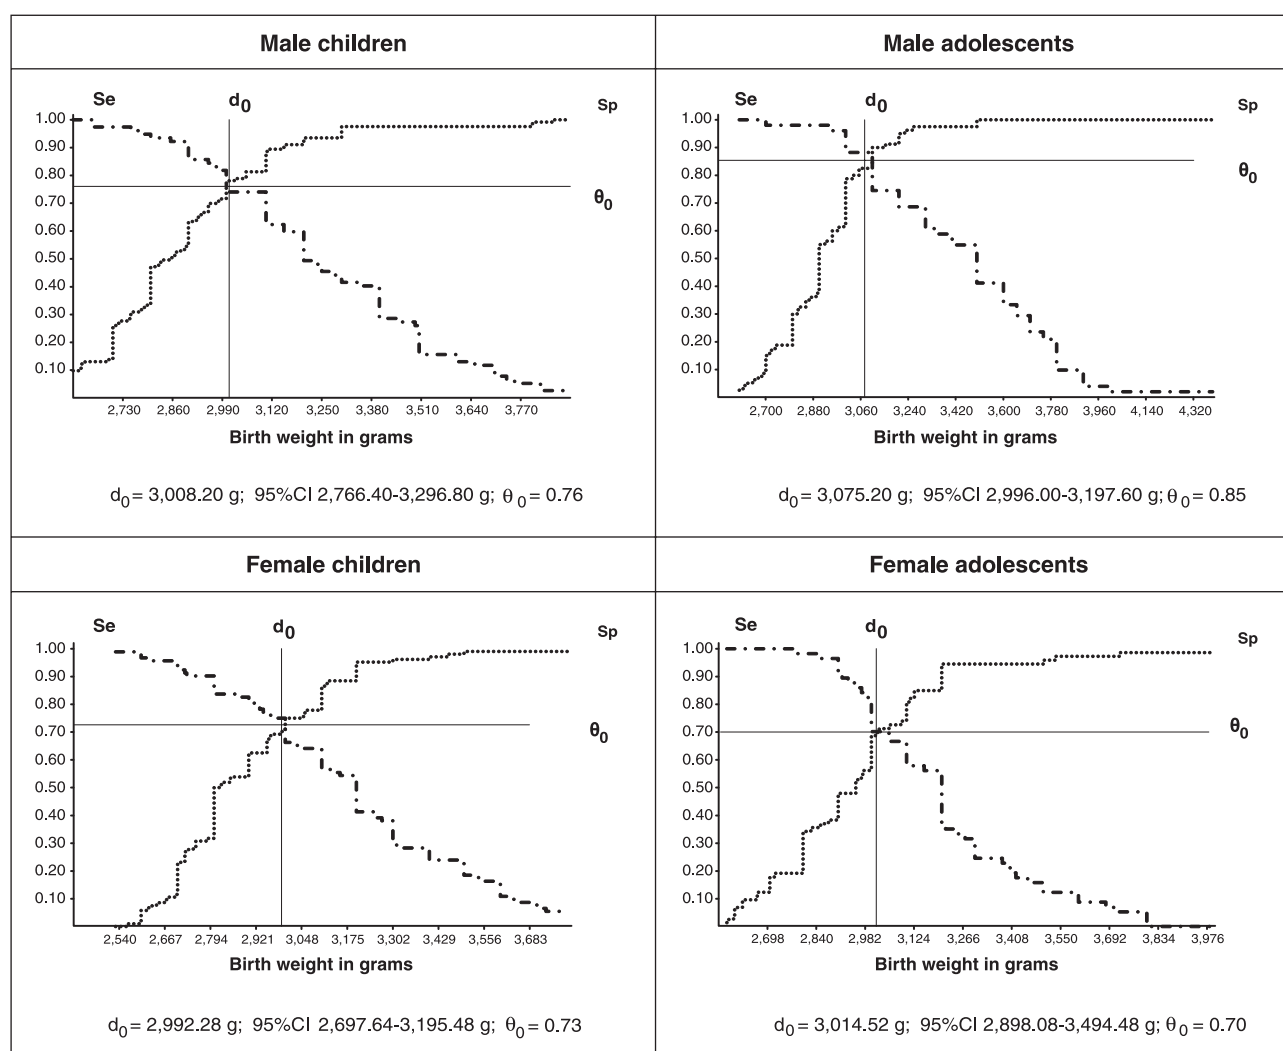 Male children
Male adolescents
Se d0 Sp
1.00
0.90
0.80
0.70
0.60
0.50
0.40
0.30
0.20
0.10
θ0
2,730 2,860 2,990 3,120 3,250 3,380 3,510 3,640 3,770
Birth weight in grams
d0 = 3,008.20 g; 95%CI 2,766.40-3,296.80 g; θ0 = 0.76
Se d0 Sp
1.00
0.90
0.80
0.70
0.60
0.50
0.40
0.30
0.20
0.10
θ0
2,700 2,880 3,060 3,240 3,420 3,600 3,780 3,960 4,140 4,320
Birth weight in grams
d0 = 3,075.20 g; 95%CI 2,996.00-3,197.60 g; θ0 = 0.85
Female children
Female adolescents
Se d0 Sp
1.00
0.90
0.80
0.70
0.60
0.50
0.40
0.30
0.20
0.10
θ0
2,540 2,667 2,794 2,921 3,048 3,175 3,302 3,429 3,556 3,683
Birth weight in grams
d0 = 2,992.28 g; 95%CI 2,697.64-3,195.48 g; θ0 = 0.73
Se d0 Sp
1.00
0.90
0.80
0.70
0.60
0.50
0.40
0.30
0.20
0.10
θ0
2,698 2,840 2,982 3,124 3,266 3,408 3,550 3,692 3,834 3,976
Birth weight in grams
d0 = 3,014.52 g; 95%CI 2,898.08-3,494.48 g; θ0 = 0.70